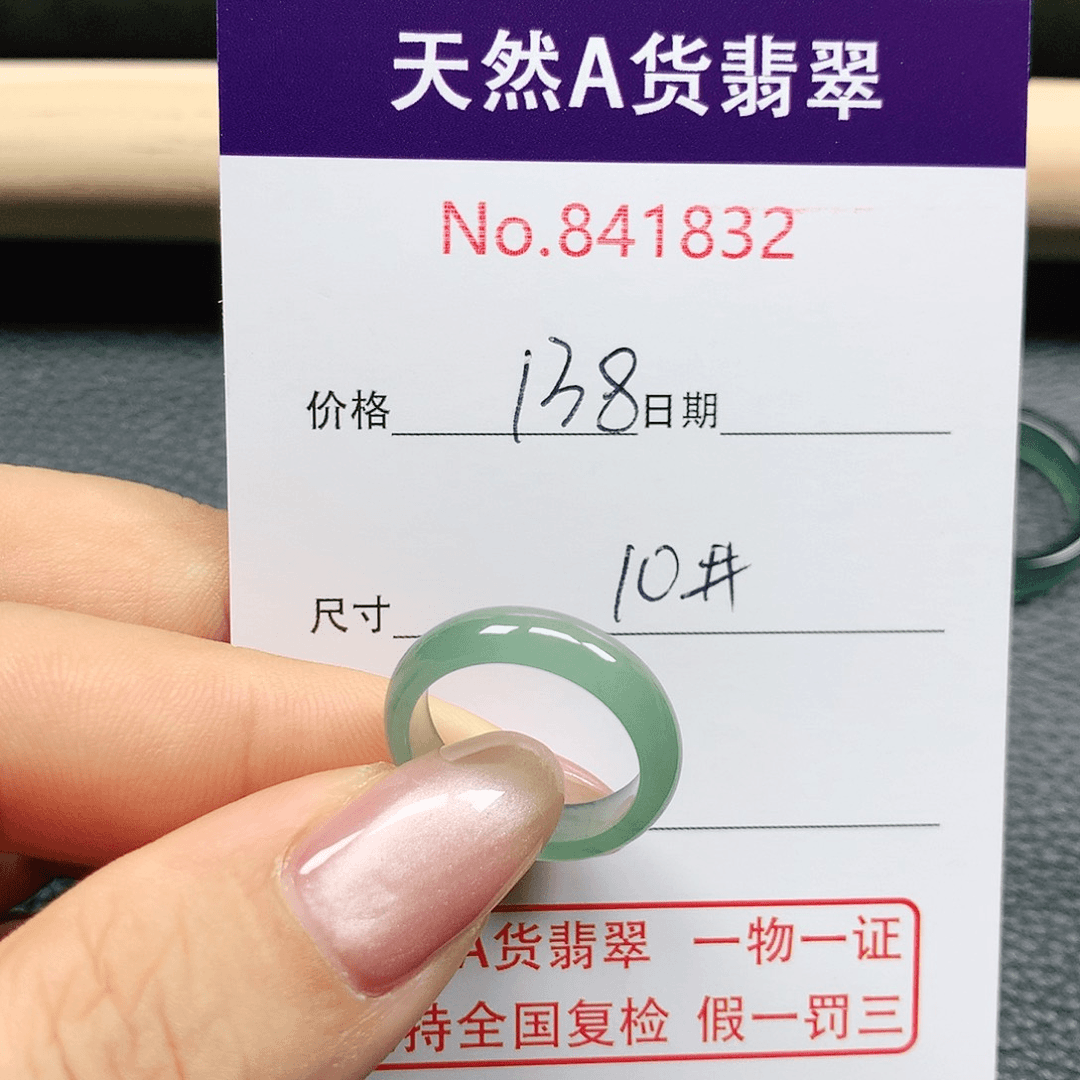 天然A货翡翠
No.841832
价格 138 日期
尺寸 10#
A货翡翠 一物一证
持全国复检 假一罚三